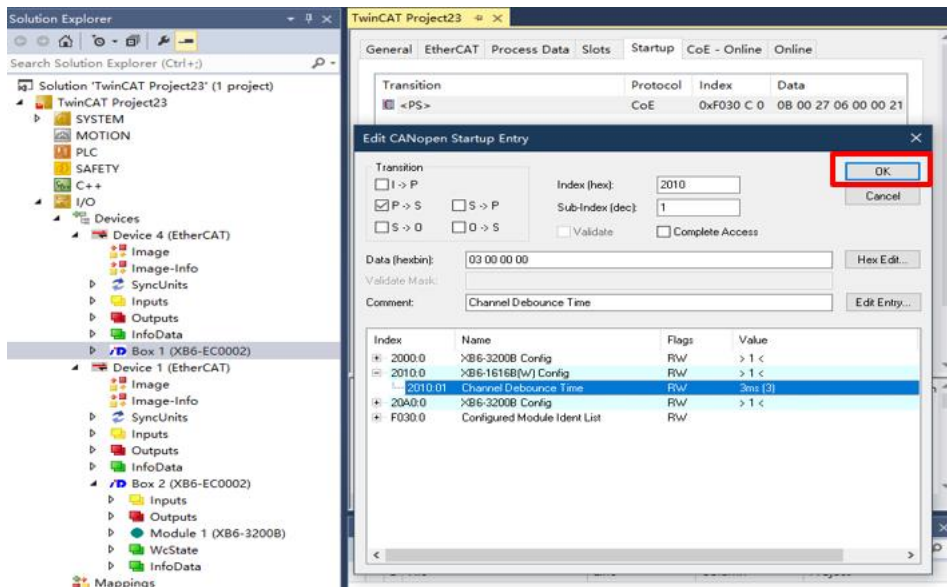 Solution Explorer
Search Solution Explorer (Ctrl+;)
Solution 'TwinCAT Project23' (1 project)
TwinCAT Project23
SYSTEM
MOTION
PLC
SAFETY
C++
I/O
Devices
Device 4 (EtherCAT)
Image
Image-Info
SyncUnits
Inputs
Outputs
InfoData
Box 1 (XB6-EC0002)
Device 1 (EtherCAT)
Image
Image-Info
SyncUnits
Inputs
Outputs
InfoData
Box 2 (XB6-EC0002)
Inputs
Outputs
Module 1 (XB6-3200B)
WcState
InfoData
Mappings
TwinCAT Project23
General EtherCAT Process Data Slots Startup CoE - Online Online
Transition Protocol Index Data
<PS> CoE 0xF030 C 0 0B 00 27 06 00 00 21
Edit CANopen Startup Entry
Transition
I -> P
P -> S S -> P
S -> O O -> S
Index (hex): 2010
Sub-Index (dec): 1
Validate Complete Access
OK
Cancel
Data (hexbin): 03 00 00 00 Hex Edit...
Validate Mask:
Comment: Channel Debounce Time Edit Entry...
Index Name Flags Value
2000:0 XB6-3200B Config RW > 1 <
2010:0 XB6-1616B(W) Config RW > 1 <
2010:01 Channel Debounce Time RW 3ms (3)
20A0:0 XB6-3200B Config RW > 1 <
F030:0 Configured Module Ident List RW